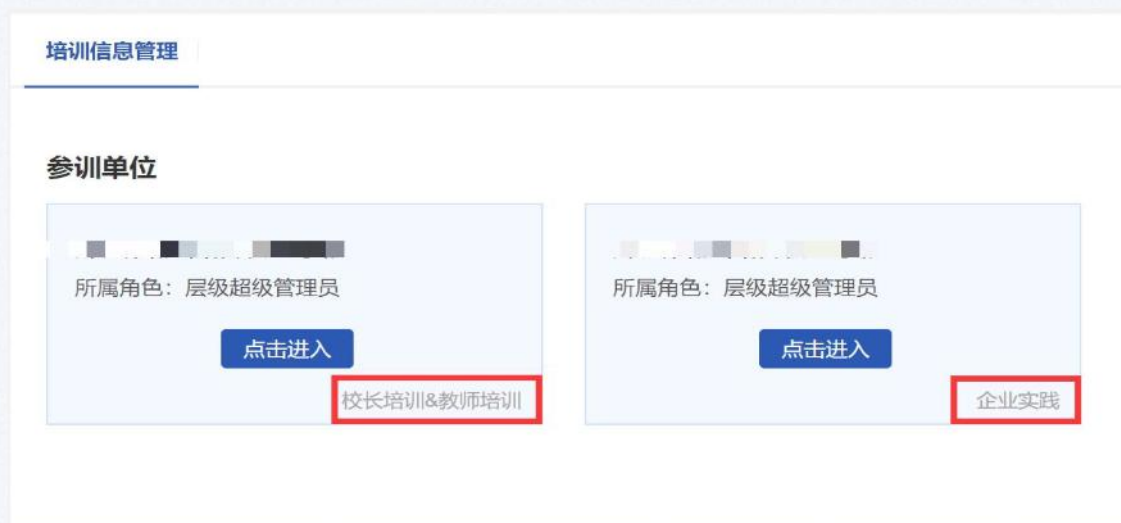 培训信息管理
参训单位
所属角色：层级超级管理员
点击进入
校长培训&教师培训
所属角色：层级超级管理员
点击进入
企业实践